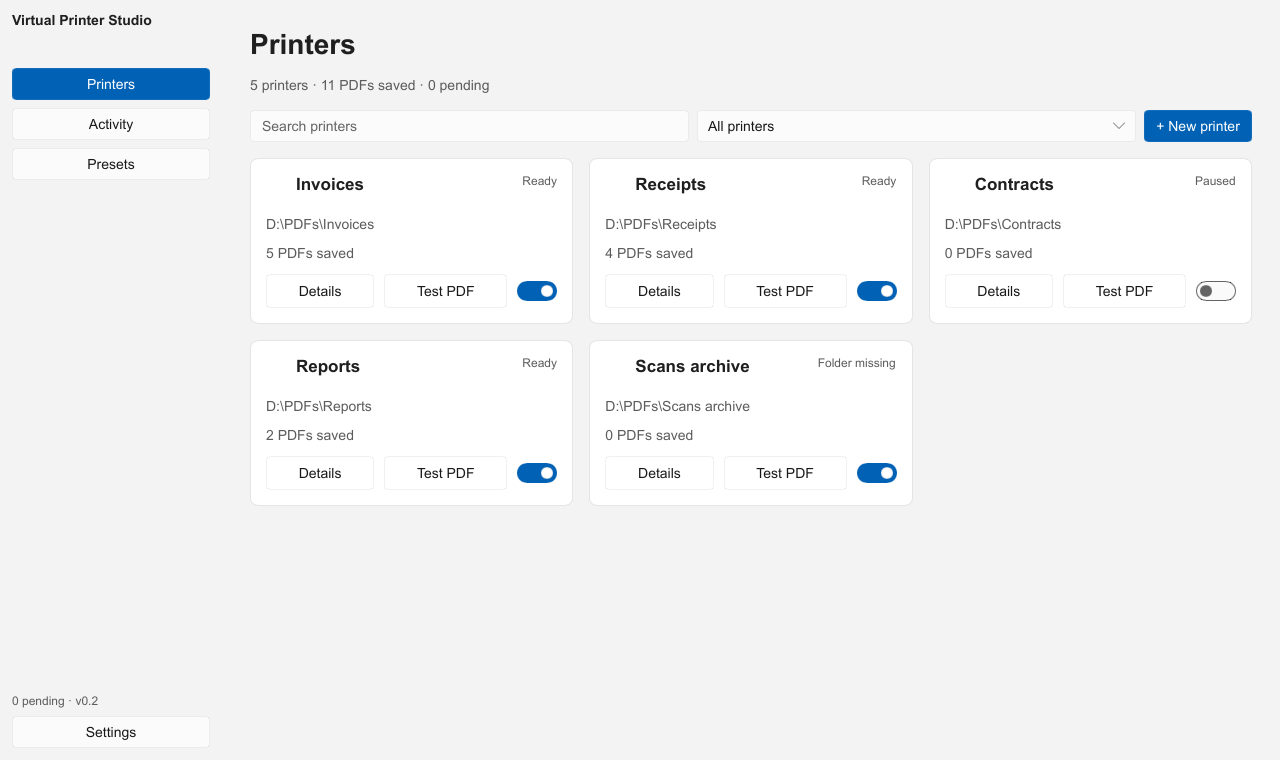 Virtual Printer Studio
Printers
Activity
Presets
0 pending · v0.2
Settings
Printers
5 printers · 11 PDFs saved · 0 pending
Search printers
All printers
+ New printer
Invoices
Ready
D:\PDFs\Invoices
5 PDFs saved
Details
Test PDF
Receipts
Ready
D:\PDFs\Receipts
4 PDFs saved
Details
Test PDF
Contracts
Paused
D:\PDFs\Contracts
0 PDFs saved
Details
Test PDF
Reports
Ready
D:\PDFs\Reports
2 PDFs saved
Details
Test PDF
Scans archive
Folder missing
D:\PDFs\Scans archive
0 PDFs saved
Details
Test PDF